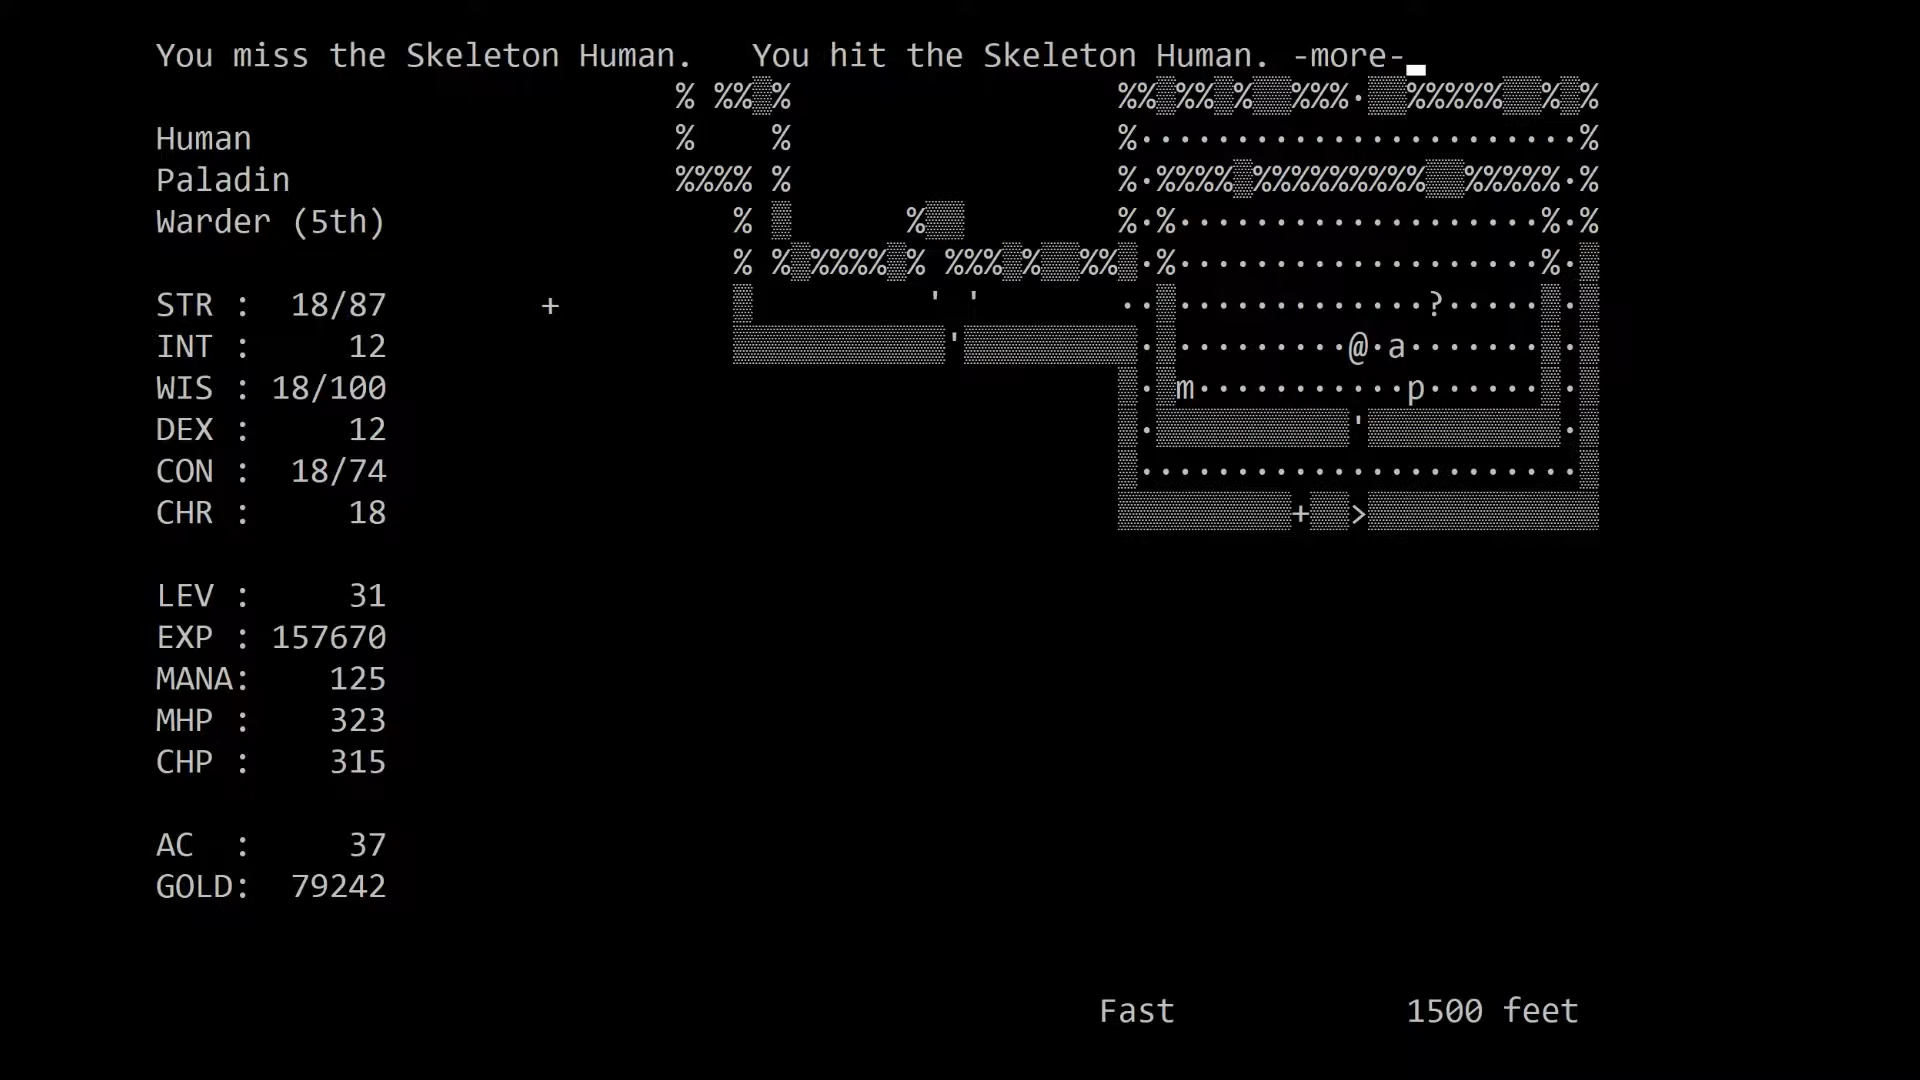 You miss the Skeleton Human.   You hit the Skeleton Human. -more-
% %%▒%                 %%▒%%▒%▒▒%%%·▒▒%%%%%▒▒%▒%
Human                      %    %                 %·······················%
Paladin                    %%%% %                 %·%%%%▒%%%%%%%%%▒▒%%%%%·%
Warder (5th)                  % ▒      %▒▒        %·%···················%·%
% %▒%%%%▒% %%%▒%▒▒%%▒·%···················%·▒
STR :  18/87        +         ▒         ' '       ··▒·············?·····▒·▒
INT :     12                  ▒▒▒▒▒▒▒▒▒▒▒'▒▒▒▒▒▒▒▒▒·▒·········@·a·······▒·▒
WIS : 18/100                                      ▒·▒m···········p······▒·▒
DEX :     12                                      ▒·▒▒▒▒▒▒▒▒▒▒'▒▒▒▒▒▒▒▒▒▒·▒
CON :  18/74                                      ▒·······················▒
CHR :     18                                      ▒▒▒▒▒▒▒▒▒+▒▒>▒▒▒▒▒▒▒▒▒▒▒▒
LEV :     31
EXP : 157670
MANA:    125
MHP :    323
CHP :    315
AC  :     37
GOLD:  79242
Fast            1500 feet